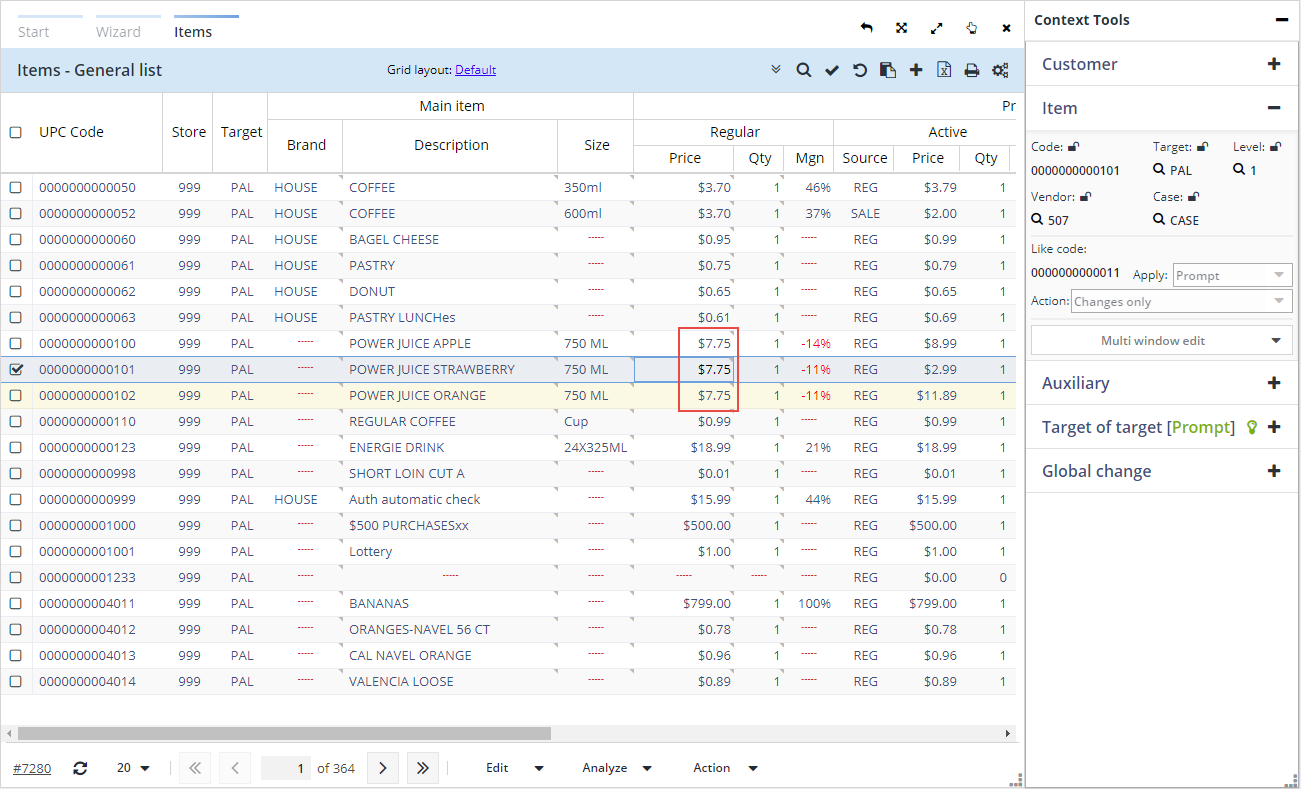 Start Wizard Items
Items - General list Grid layout: Default
Main item Pr
UPC Code Store Target Brand Description Size Regular Active
Price Qty Mgn Source Price Qty
0000000000050 999 PAL HOUSE COFFEE 350ml $3.70 1 46% REG $3.79 1
0000000000052 999 PAL HOUSE COFFEE 600ml $3.70 1 37% SALE $2.00 1
0000000000060 999 PAL HOUSE BAGEL CHEESE ----- $0.95 1 ----- REG $0.99 1
0000000000061 999 PAL HOUSE PASTRY ----- $0.75 1 ----- REG $0.79 1
0000000000062 999 PAL HOUSE DONUT ----- $0.65 1 ----- REG $0.65 1
0000000000063 999 PAL HOUSE PASTRY LUNCHes ----- $0.61 1 ----- REG $0.69 1
0000000000100 999 PAL ----- POWER JUICE APPLE 750 ML $7.75 1 -14% REG $8.99 1
0000000000101 999 PAL ----- POWER JUICE STRAWBERRY 750 ML $7.75 1 -11% REG $2.99 1
0000000000102 999 PAL ----- POWER JUICE ORANGE 750 ML $7.75 1 -11% REG $11.89 1
0000000000110 999 PAL ----- REGULAR COFFEE Cup $0.99 1 ----- REG $0.99 1
0000000000123 999 PAL ----- ENERGIE DRINK 24X325ML $18.99 1 21% REG $18.99 1
0000000000998 999 PAL ----- SHORT LOIN CUT A ----- $0.01 1 ----- REG $0.01 1
0000000000999 999 PAL HOUSE Auth automatic check ----- $15.99 1 44% REG $15.99 1
0000000001000 999 PAL ----- $500 PURCHASESxx ----- $500.00 1 ----- REG $500.00 1
0000000001001 999 PAL ----- Lottery ----- $1.00 1 ----- REG $1.00 1
0000000001233 999 PAL ----- ----- ----- ----- ----- ----- REG $0.00 0
0000000004011 999 PAL ----- BANANAS ----- $799.00 1 100% REG $799.00 1
0000000004012 999 PAL ----- ORANGES-NAVEL 56 CT ----- $0.78 1 ----- REG $0.78 1
0000000004013 999 PAL ----- CAL NAVEL ORANGE ----- $0.96 1 ----- REG $0.96 1
0000000004014 999 PAL ----- VALENCIA LOOSE ----- $0.89 1 ----- REG $0.89 1
#7280 20 1 of 364 Edit Analyze Action
Context Tools
Customer
Item
Code: Target: Level:
0000000000101 PAL 1
Vendor: Case:
507 CASE
Like code:
0000000000011 Apply: Prompt
Action: Changes only
Multi window edit
Auxiliary
Target of target [Prompt]
Global change